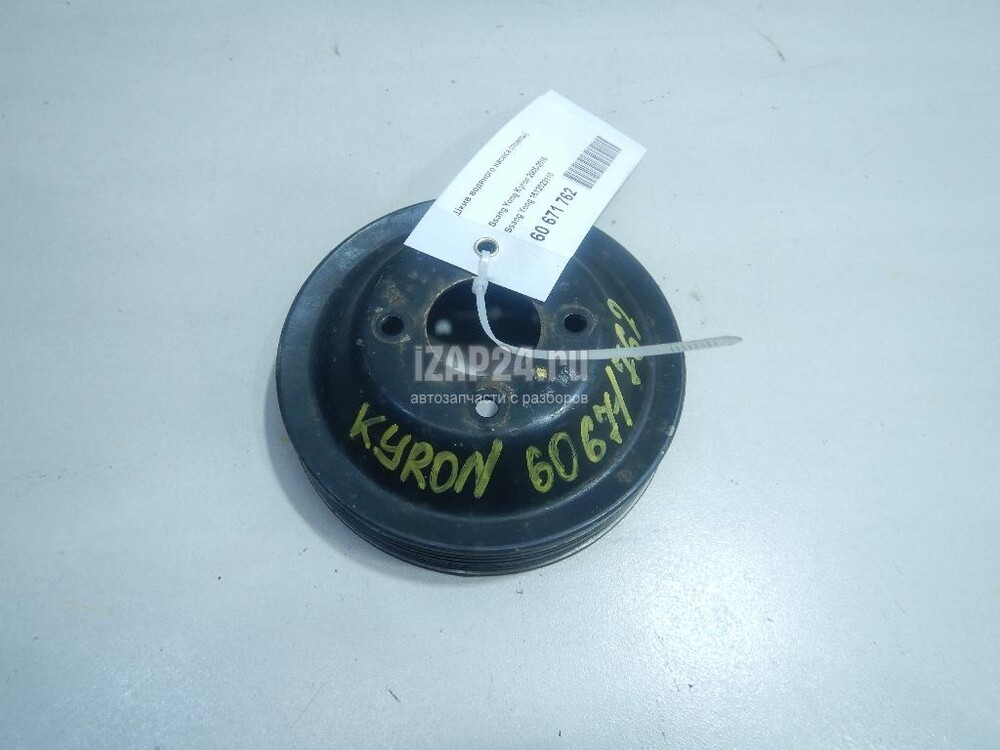 Шкив водяного насоса (помпы)
Ssang Yong Kyron 2005-2015
Ssang Yong
60 671 762
iZAP24.ru
автозапчасти с разборов
KYRON 60671/762